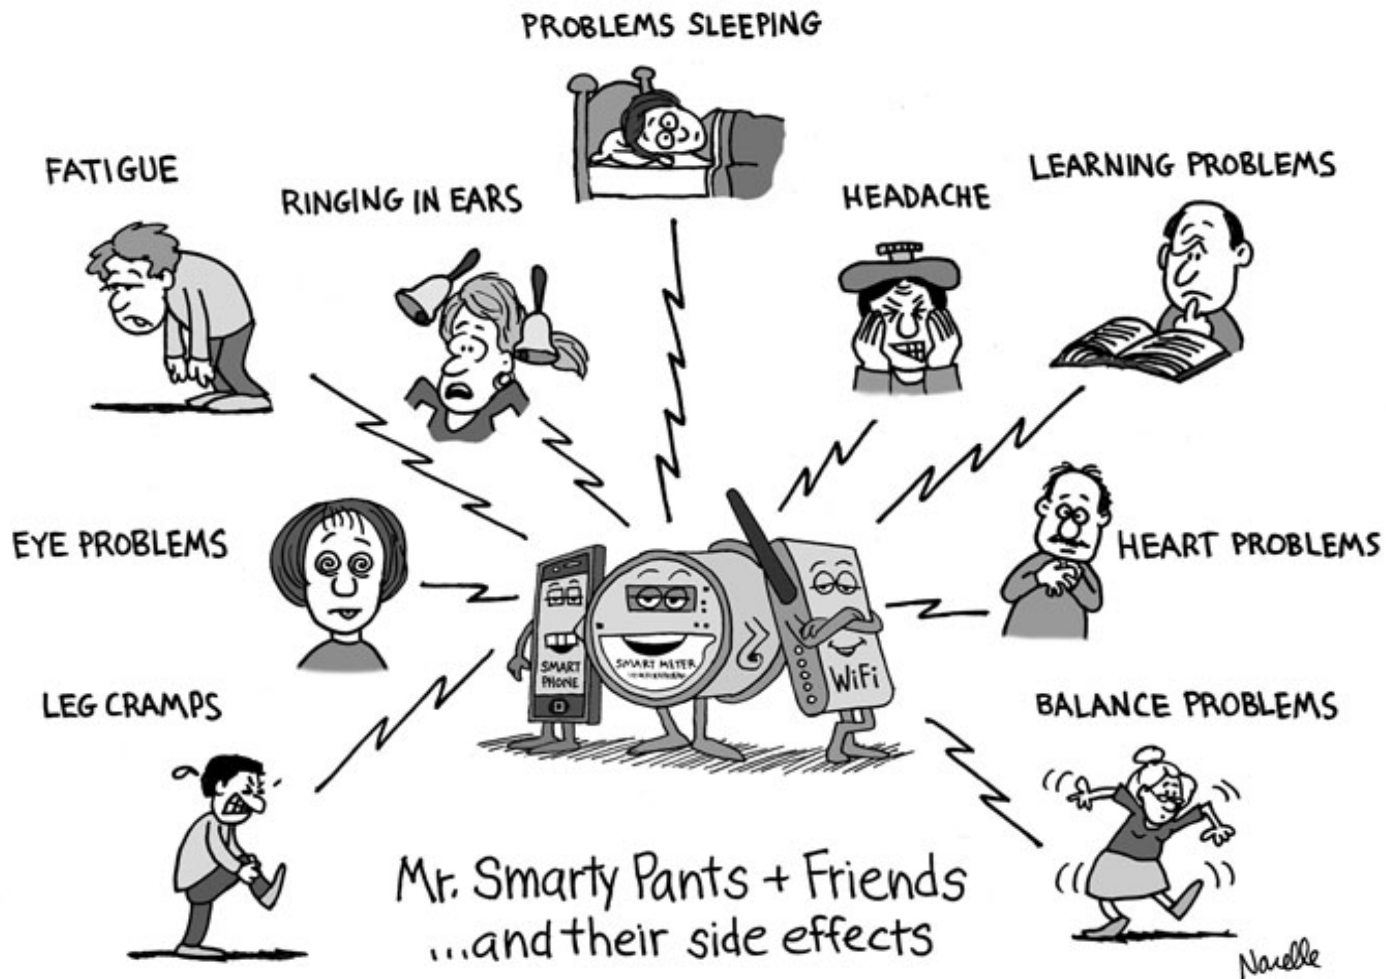 PROBLEMS SLEEPING
FATIGUE
RINGING IN EARS
HEADACHE
LEARNING PROBLEMS
EYE PROBLEMS
HEART PROBLEMS
SMART
PHONE
SMART METER
WiFi
LEG CRAMPS
BALANCE PROBLEMS
Mr. Smarty Pants + Friends
...and their side effects
Narelle